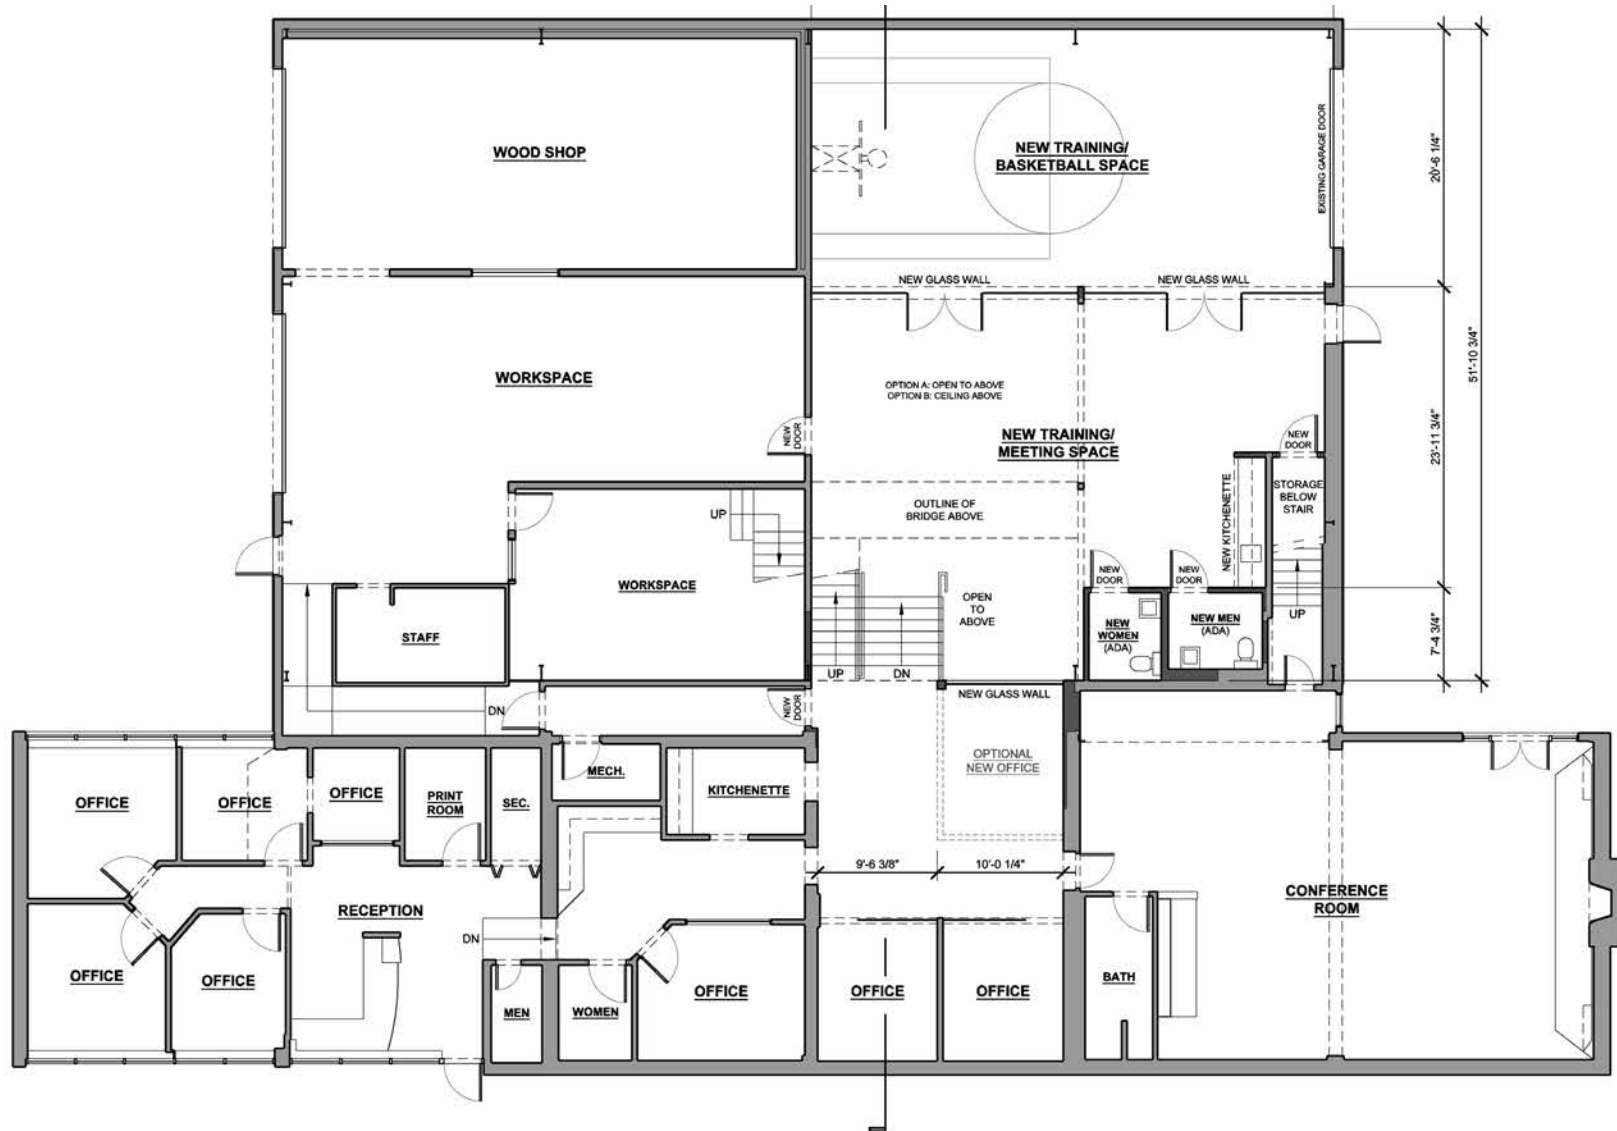 WOOD SHOP
NEW TRAINING/
BASKETBALL SPACE
EXISTING GARAGE DOOR
20'-6 1/4"
NEW GLASS WALL
NEW GLASS WALL
51'-10 3/4"
WORKSPACE
OPTION A: OPEN TO ABOVE
OPTION B: CEILING ABOVE
NEW
DOOR
NEW TRAINING/
MEETING SPACE
NEW
DOOR
23'-11 3/4"
UP
OUTLINE OF
BRIDGE ABOVE
NEW KITCHENETTE
STORAGE
BELOW
STAIR
WORKSPACE
NEW
DOOR
NEW
DOOR
OPEN
TO
ABOVE
STAFF
NEW
WOMEN
(ADA)
NEW MEN
(ADA)
UP
7'-4 3/4"
UP
DN
DN
NEW
DOOR
NEW GLASS WALL
OPTIONAL
NEW OFFICE
MECH.
KITCHENETTE
OFFICE
OFFICE
OFFICE
PRINT
ROOM
SEC.
9'-6 3/8"
10'-0 1/4"
CONFERENCE
ROOM
RECEPTION
DN
OFFICE
OFFICE
MEN
WOMEN
OFFICE
OFFICE
OFFICE
BATH